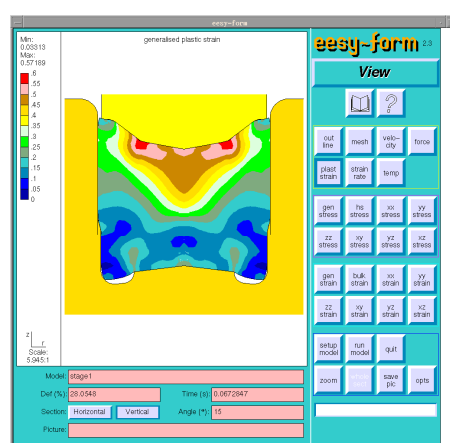 eesy-form
Min:
0.03313
Max:
0.57189
.6
.55
.5
.45
.4
.35
.3
.25
.2
.15
.1
.05
0
generalised plastic strain
z
r
Scale:
5.945:1
Model: stage1
Def (%): 28.0548
Time (s): 0.0672847
Section: Horizontal Vertical
Angle (°): 15
Picture:
eesy-form 2.3
View
?
out line
mesh
velo- city
force
plast strain
strain rate
temp
gen stress
hs stress
xx stress
yy stress
zz stress
xy stress
yz stress
xz stress
gen strain
bulk strain
xx strain
yy strain
zz strain
xy strain
yz strain
xz strain
setup model
run model
quit
zoom
save pic
opts